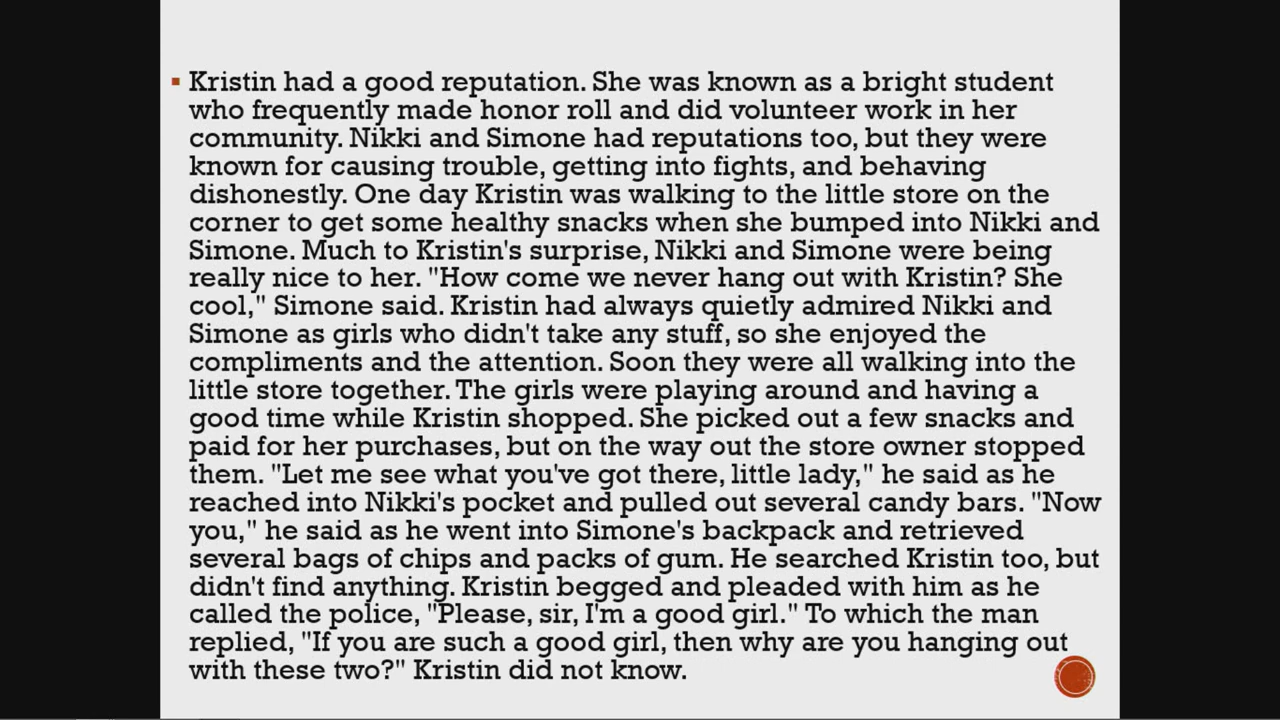 Kristin had a good reputation. She was known as a bright student
who frequently made honor roll and did volunteer work in her
community. Nikki and Simone had reputations too, but they were
known for causing trouble, getting into fights, and behaving
dishonestly. One day Kristin was walking to the little store on the
corner to get some healthy snacks when she bumped into Nikki and
Simone. Much to Kristin's surprise, Nikki and Simone were being
really nice to her. "How come we never hang out with Kristin? She
cool," Simone said. Kristin had always quietly admired Nikki and
Simone as girls who didn't take any stuff, so she enjoyed the
compliments and the attention. Soon they were all walking into the
little store together. The girls were playing around and having a
good time while Kristin shopped. She picked out a few snacks and
paid for her purchases, but on the way out the store owner stopped
them. "Let me see what you've got there, little lady," he said as he
reached into Nikki's pocket and pulled out several candy bars. "Now
you," he said as he went into Simone's backpack and retrieved
several bags of chips and packs of gum. He searched Kristin too, but
didn't find anything. Kristin begged and pleaded with him as he
called the police, "Please, sir, I'm a good girl." To which the man
replied, "If you are such a good girl, then why are you hanging out
with these two?" Kristin did not know.